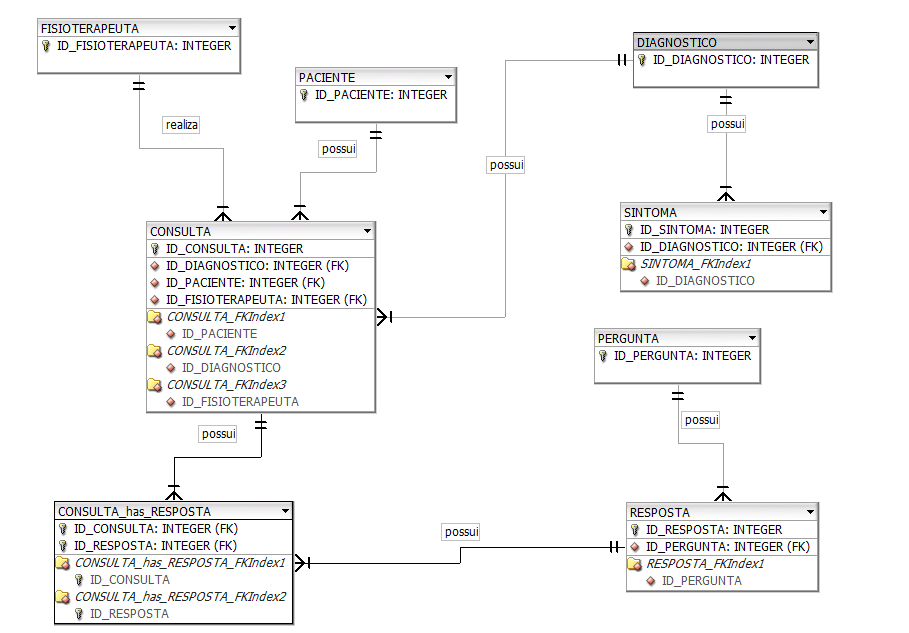 FISIOTERAPEUTA
ID_FISIOTERAPEUTA: INTEGER
PACIENTE
ID_PACIENTE: INTEGER
DIAGNOSTICO
ID_DIAGNOSTICO: INTEGER
realiza
possui
possui
possui
CONSULTA
ID_CONSULTA: INTEGER
ID_DIAGNOSTICO: INTEGER (FK)
ID_PACIENTE: INTEGER (FK)
ID_FISIOTERAPEUTA: INTEGER (FK)
CONSULTA_FKIndex1
ID_PACIENTE
CONSULTA_FKIndex2
ID_DIAGNOSTICO
CONSULTA_FKIndex3
ID_FISIOTERAPEUTA
SINTOMA
ID_SINTOMA: INTEGER
ID_DIAGNOSTICO: INTEGER (FK)
SINTOMA_FKIndex1
ID_DIAGNOSTICO
PERGUNTA
ID_PERGUNTA: INTEGER
possui
possui
CONSULTA_has_RESPOSTA
ID_CONSULTA: INTEGER (FK)
ID_RESPOSTA: INTEGER (FK)
CONSULTA_has_RESPOSTA_FKIndex1
ID_CONSULTA
CONSULTA_has_RESPOSTA_FKIndex2
ID_RESPOSTA
possui
RESPOSTA
ID_RESPOSTA: INTEGER
ID_PERGUNTA: INTEGER (FK)
RESPOSTA_FKIndex1
ID_PERGUNTA